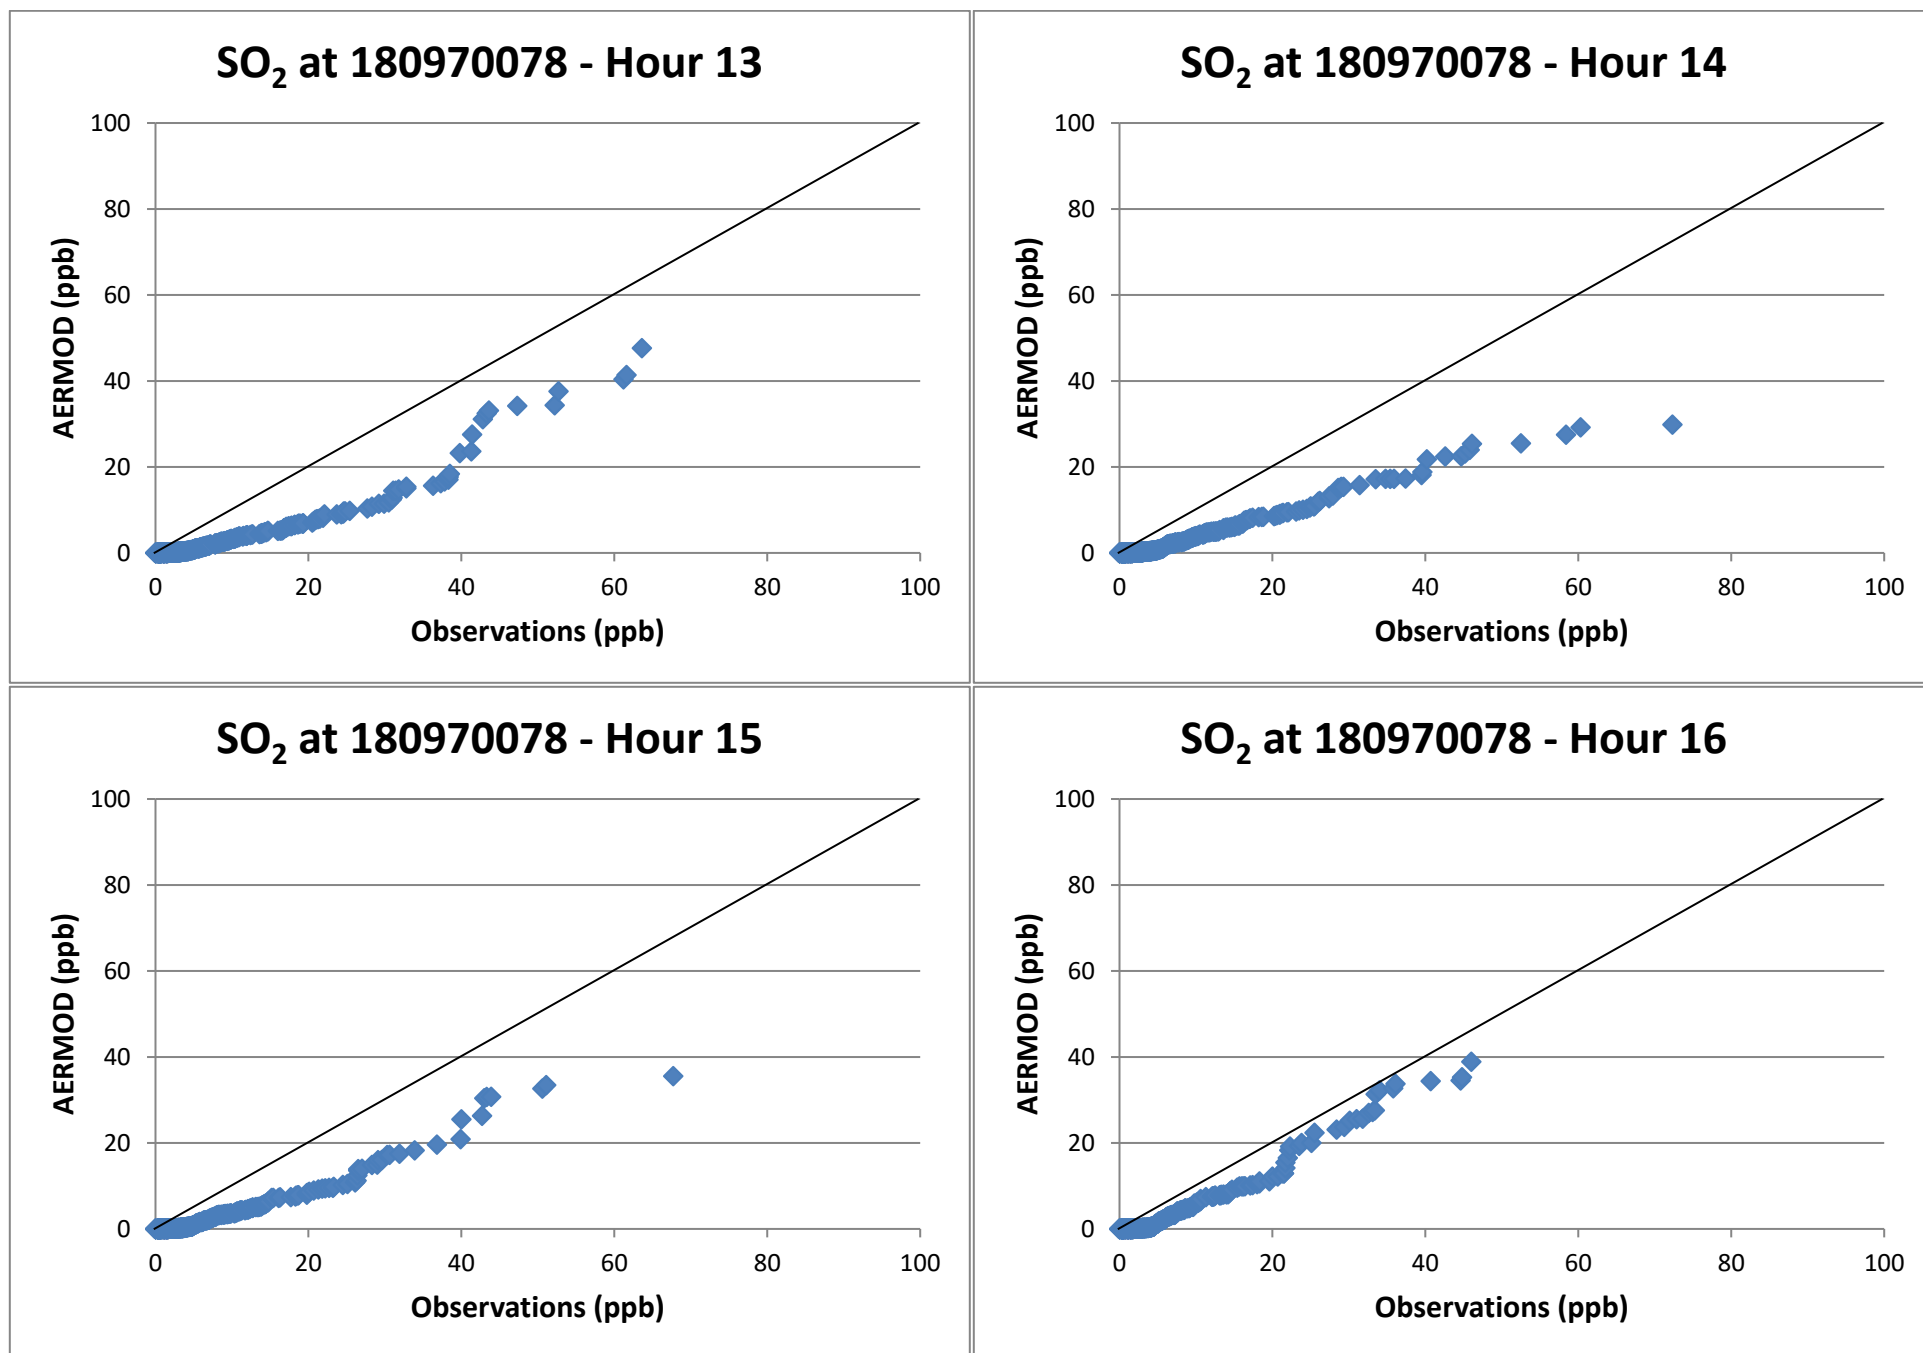 SO₂ at 180970078 - Hour 13
100
80
60
40
20
0
AERMOD (ppb)
0 20 40 60 80 100
Observations (ppb)
SO₂ at 180970078 - Hour 14
100
80
60
40
20
0
AERMOD (ppb)
0 20 40 60 80 100
Observations (ppb)
SO₂ at 180970078 - Hour 15
100
80
60
40
20
0
AERMOD (ppb)
0 20 40 60 80 100
Observations (ppb)
SO₂ at 180970078 - Hour 16
100
80
60
40
20
0
AERMOD (ppb)
0 20 40 60 80 100
Observations (ppb)